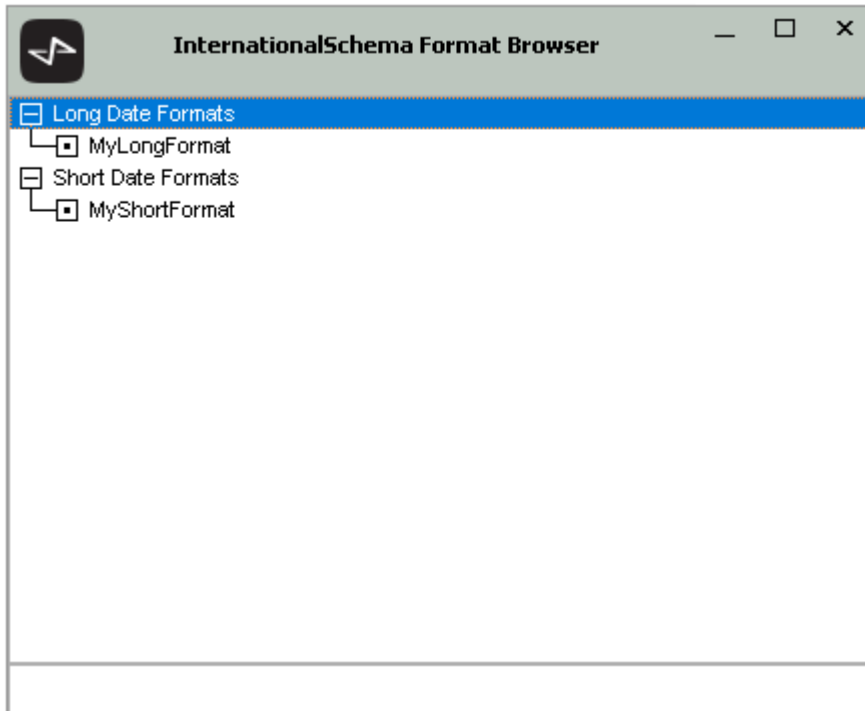 InternationalSchema Format Browser
Long Date Formats
MyLongFormat
Short Date Formats
MyShortFormat